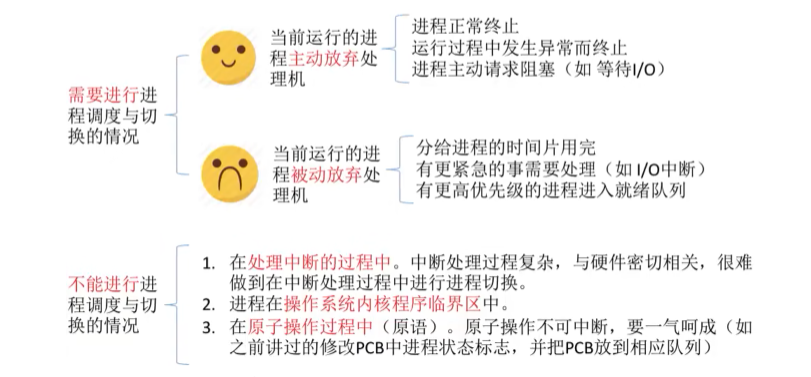 需要进行进
程调度与切
换的情况
当前运行的进
程主动放弃处
理机
进程正常终止
运行过程中发生异常而终止
进程主动请求阻塞（如 等待I/O）
当前运行的进
程被动放弃处
理机
分给进程的时间片用完
有更紧急的事需要处理（如 I/O中断）
有更高优先级的进程进入就绪队列
不能进行进
程调度与切
换的情况
1. 在处理中断的过程中。中断处理过程复杂，与硬件密切相关，很难
做到在中断处理过程中进行进程切换。
2. 进程在操作系统内核程序临界区中。
3. 在原子操作过程中（原语）。原子操作不可中断，要一气呵成（如
之前讲过的修改PCB中进程状态标志，并把PCB放到相应队列）